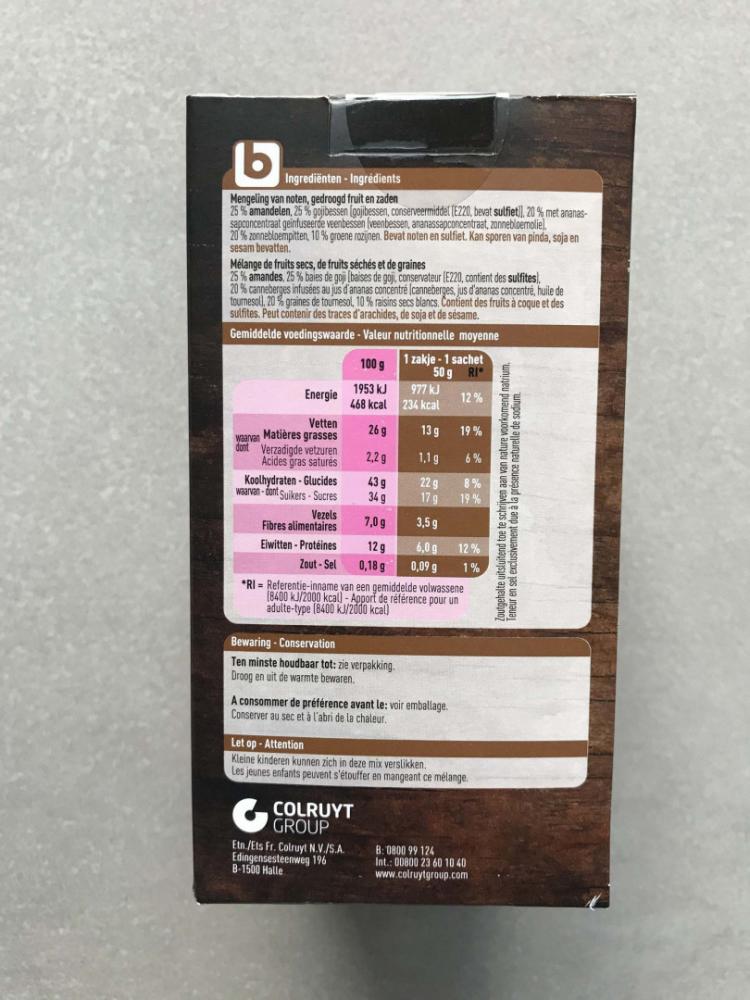 b
Ingrediënten - Ingrédients
Mengeling van noten, gedroogd fruit en zaden
25 % amandelen, 25 % gojibessen [gojibessen, conserveermiddel [E220, bevat sulfiet]], 20 % met ananas-
sapconcentraat geïnfuseerde veenbessen [veenbessen, ananassapconcentraat, zonnebloemolie],
20 % zonnebloempitten, 10 % groene rozijnen. Bevat noten en sulfiet. Kan sporen van pinda, soja en
sesam bevatten.
Mélange de fruits secs, de fruits séchés et de graines
25 % amandes, 25 % baies de goji [baises de goji, conservateur [E220, contient des sulfites],
20 % canneberges infusées au jus d'ananas concentré [canneberges, jus d'ananas concentré, huile de
tournesol], 20 % graines de tournesol, 10 % raisins secs blancs. Contient des fruits à coque et des
sulfites. Peut contenir des traces d'arachides, de soja et de sésame.
Gemiddelde voedingswaarde - Valeur nutritionnelle moyenne
100 g 1 zakje - 1 sachet
50 g RI*
Energie 1953 kJ 977 kJ 12 %
468 kcal 234 kcal
Vetten
Matières grasses 26 g 13 g 19 %
waarvan Verzadigde vetzuren
dont Acides gras saturés 2,2 g 1,1 g 6 %
Koolhydraten - Glucides 43 g 22 g 8 %
waarvan - dont Suikers - Sucres 34 g 17 g 19 %
Vezels
Fibres alimentaires 7,0 g 3,5 g
Eiwitten - Protéines 12 g 6,0 g 12 %
Zout - Sel 0,18 g 0,09 g 1 %
*RI = Referentie-inname van een gemiddelde volwassene
[8400 kJ/2000 kcal] - Apport de référence pour un
adulte-type [8400 kJ/2000 kcal]
Zoutgehalte uitsluitend toe te schrijven aan van nature voorkomend natrium.
Teneur en sel exclusivement due à la présence naturelle de sodium.
Bewaring - Conservation
Ten minste houdbaar tot: zie verpakking.
Droog en uit de warmte bewaren.
A consommer de préférence avant le: voir emballage.
Conserver au sec et à l'abri de la chaleur.
Let op - Attention
Kleine kinderen kunnen zich in deze mix verslikken.
Les jeunes enfants peuvent s'étouffer en mangeant ce mélange.
COLRUYT
GROUP
Etn./Ets Fr. Colruyt N.V./S.A.
Edingensesteenweg 196
B-1500 Halle
B: 0800 99 124
Int.: 00800 23 60 10 40
www.colruytgroup.com